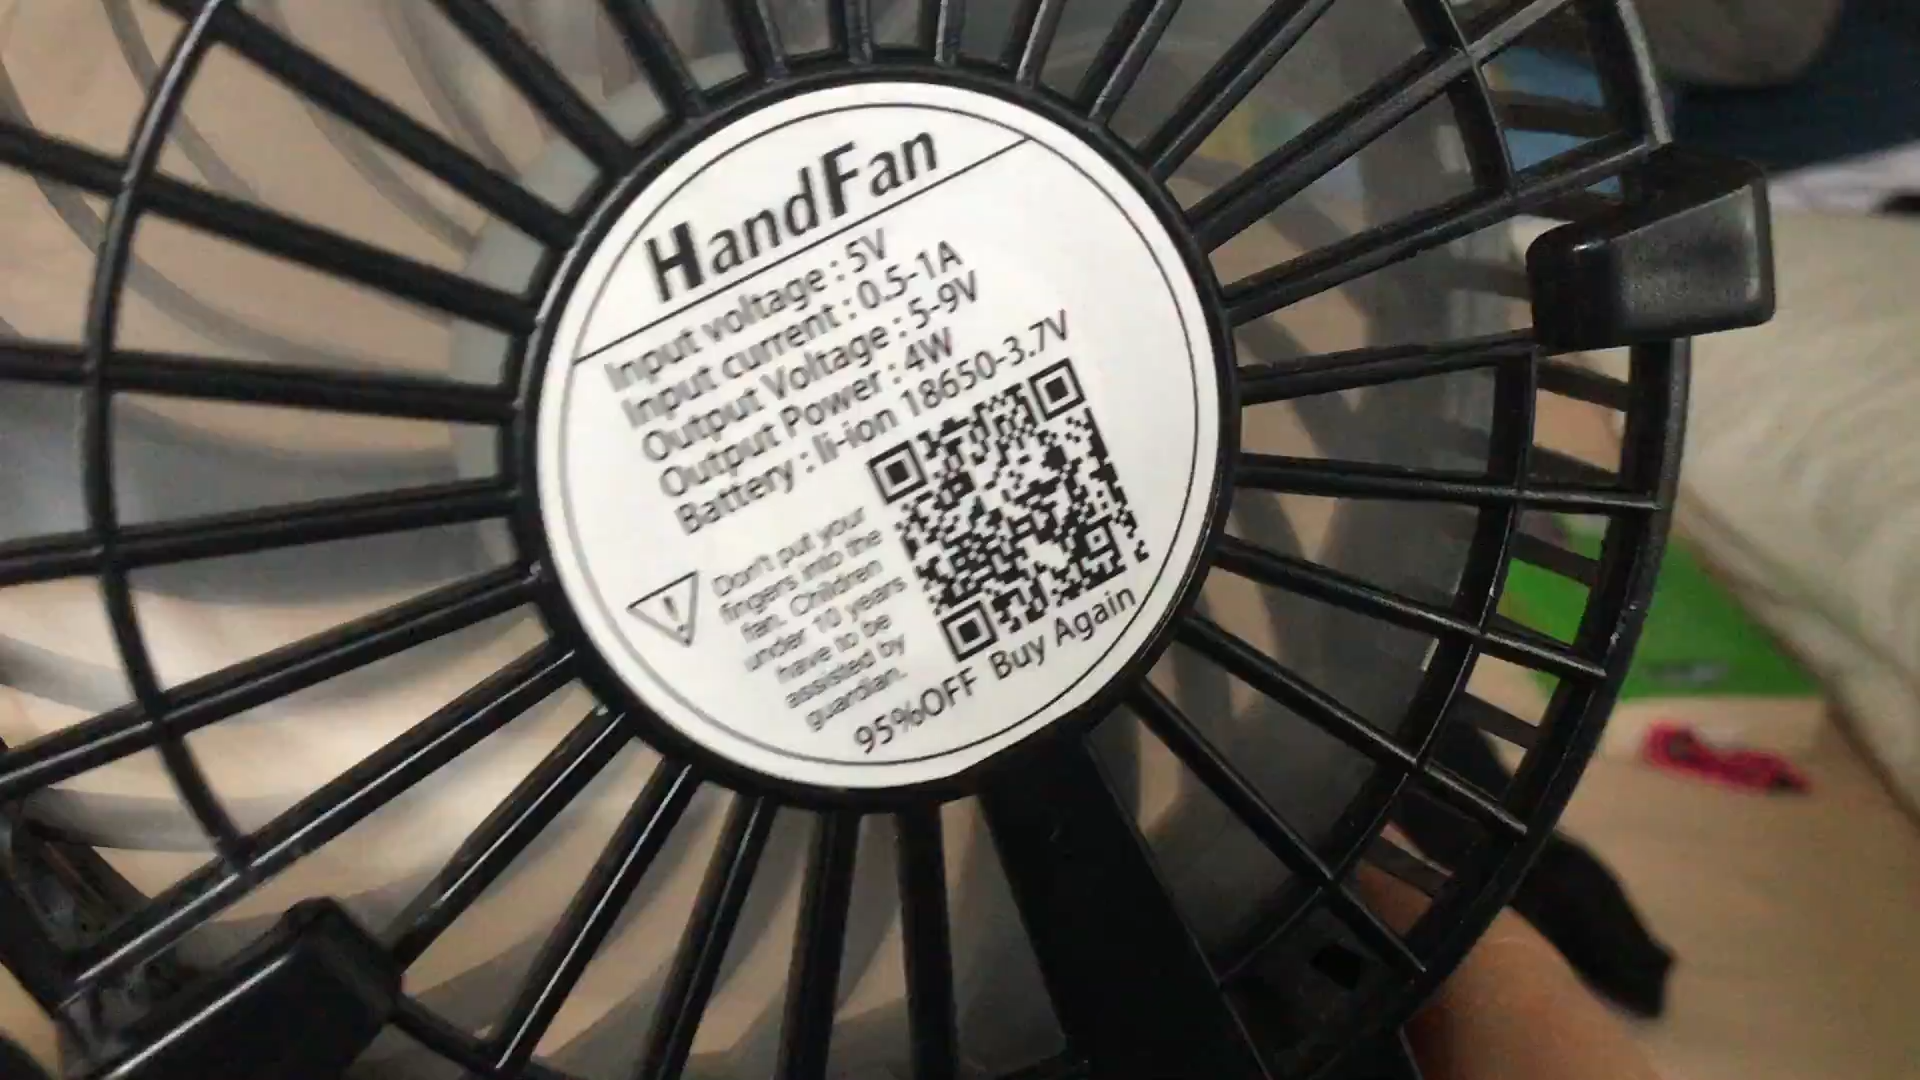 HandFan
Input voltage : 5V
Input current : 0.5-1A
Output Voltage : 5-9V
Output Power : 4W
Battery : li-ion 18650-3.7V
Don't put your
fingers into the
fan. Children
under 10 years
have to be
assisted by
guardian.
95%OFF Buy Again